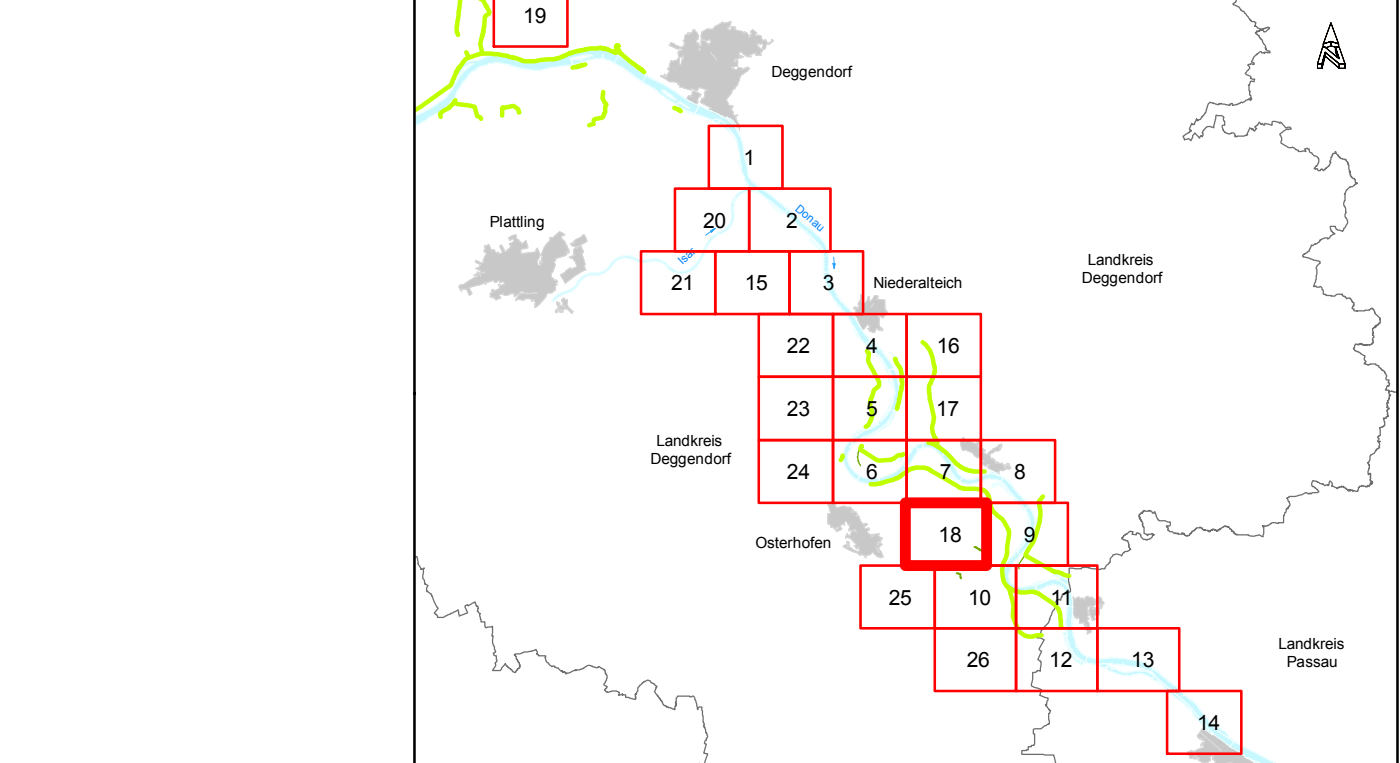 19
Deggendorf
1
Plattling
20
2
Donau
Isar
21
15
3
Niederalteich
Landkreis
Deggendorf
22
4
16
23
5
17
Landkreis
Deggendorf
24
6
7
8
Osterhofen
18
9
25
10
11
26
12
13
Landkreis
Passau
14